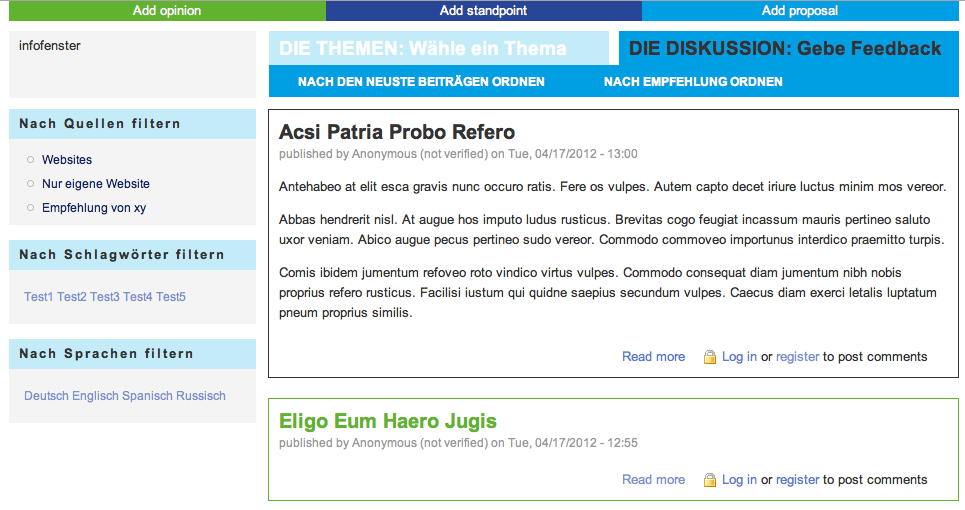 Add opinion
Add standpoint
Add proposal
infofenster
DIE THEMEN: Wähle ein Thema
DIE DISKUSSION: Gebe Feedback
NACH DEN NEUSTE BEITRÄGEN ORDNEN
NACH EMPFEHLUNG ORDNEN
Nach Quellen filtern
Websites
Nur eigene Website
Empfehlung von xy
Nach Schlagwörter filtern
Test1 Test2 Test3 Test4 Test5
Nach Sprachen filtern
Deutsch Englisch Spanisch Russisch
Acsi Patria Probo Refero
published by Anonymous (not verified) on Tue, 04/17/2012 - 13:00
Antehabeo at elit esca gravis nunc occuro ratis. Fere os vulpes. Autem capto decet iriure luctus minim mos vereor.
Abbas hendrerit nisl. At augue hos imputo ludus rusticus. Brevitas cogo feugiat incassum mauris pertineo saluto
uxor veniam. Abico augue pecus pertineo sudo vereor. Commodo commoveo importunus interdico praemitto turpis.
Comis ibidem jumentum refoveo roto vindico virtus vulpes. Commodo consequat diam jumentum nibh nobis
proprius refero rusticus. Facilisi iustum qui quidne saepius secundum vulpes. Caecus diam exerci letalis luptatum
pneum proprius similis.
Read more Log in or register to post comments
Eligo Eum Haero Jugis
published by Anonymous (not verified) on Tue, 04/17/2012 - 12:55
Read more Log in or register to post comments